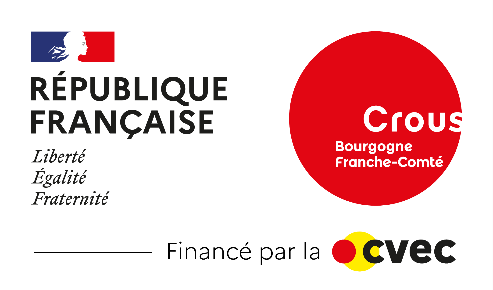 RÉPUBLIQUE
FRANÇAISE
Liberté
Égalité
Fraternité
Crous
Bourgogne
Franche-Comté
Financé par la cvec